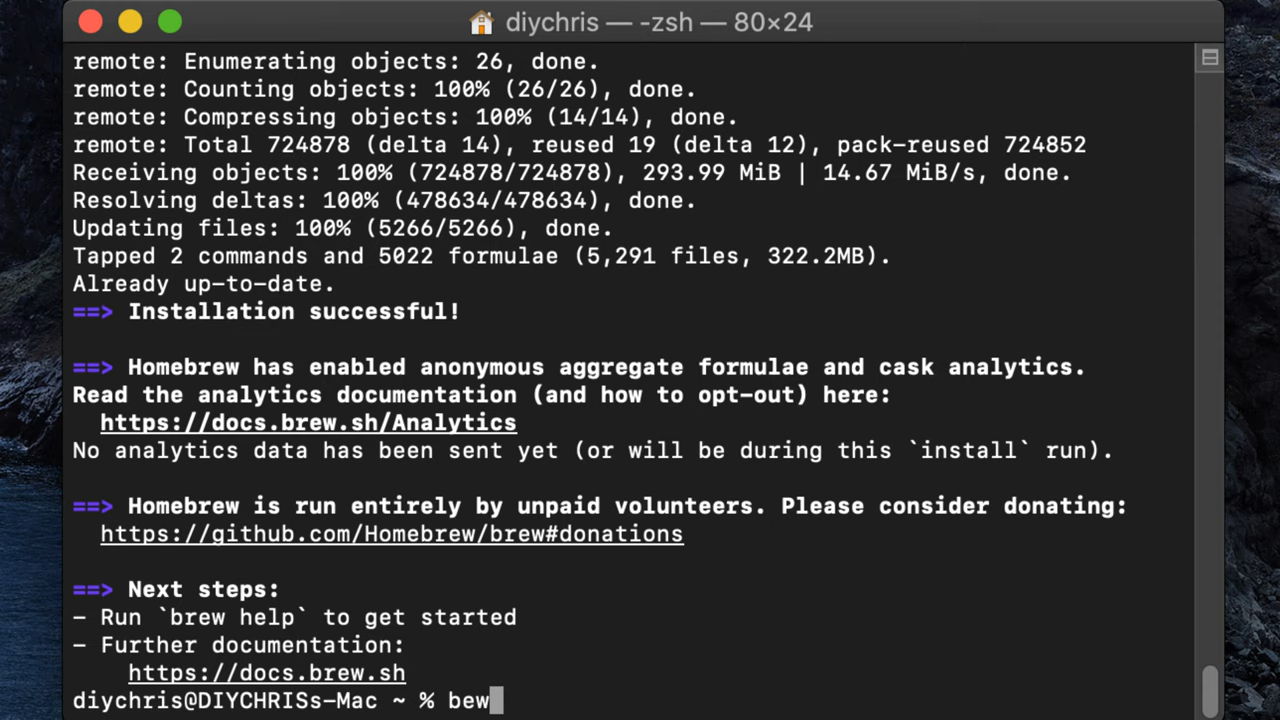 diychris — -zsh — 80×24
remote: Enumerating objects: 26, done.
remote: Counting objects: 100% (26/26), done.
remote: Compressing objects: 100% (14/14), done.
remote: Total 724878 (delta 14), reused 19 (delta 12), pack-reused 724852
Receiving objects: 100% (724878/724878), 293.99 MiB | 14.67 MiB/s, done.
Resolving deltas: 100% (478634/478634), done.
Updating files: 100% (5266/5266), done.
Tapped 2 commands and 5022 formulae (5,291 files, 322.2MB).
Already up-to-date.
==> Installation successful!
==> Homebrew has enabled anonymous aggregate formulae and cask analytics.
Read the analytics documentation (and how to opt-out) here:
https://docs.brew.sh/Analytics
No analytics data has been sent yet (or will be during this `install` run).
==> Homebrew is run entirely by unpaid volunteers. Please consider donating:
https://github.com/Homebrew/brew#donations
==> Next steps:
- Run `brew help` to get started
- Further documentation:
https://docs.brew.sh
diychris@DIYCHRISs-Mac ~ % bew